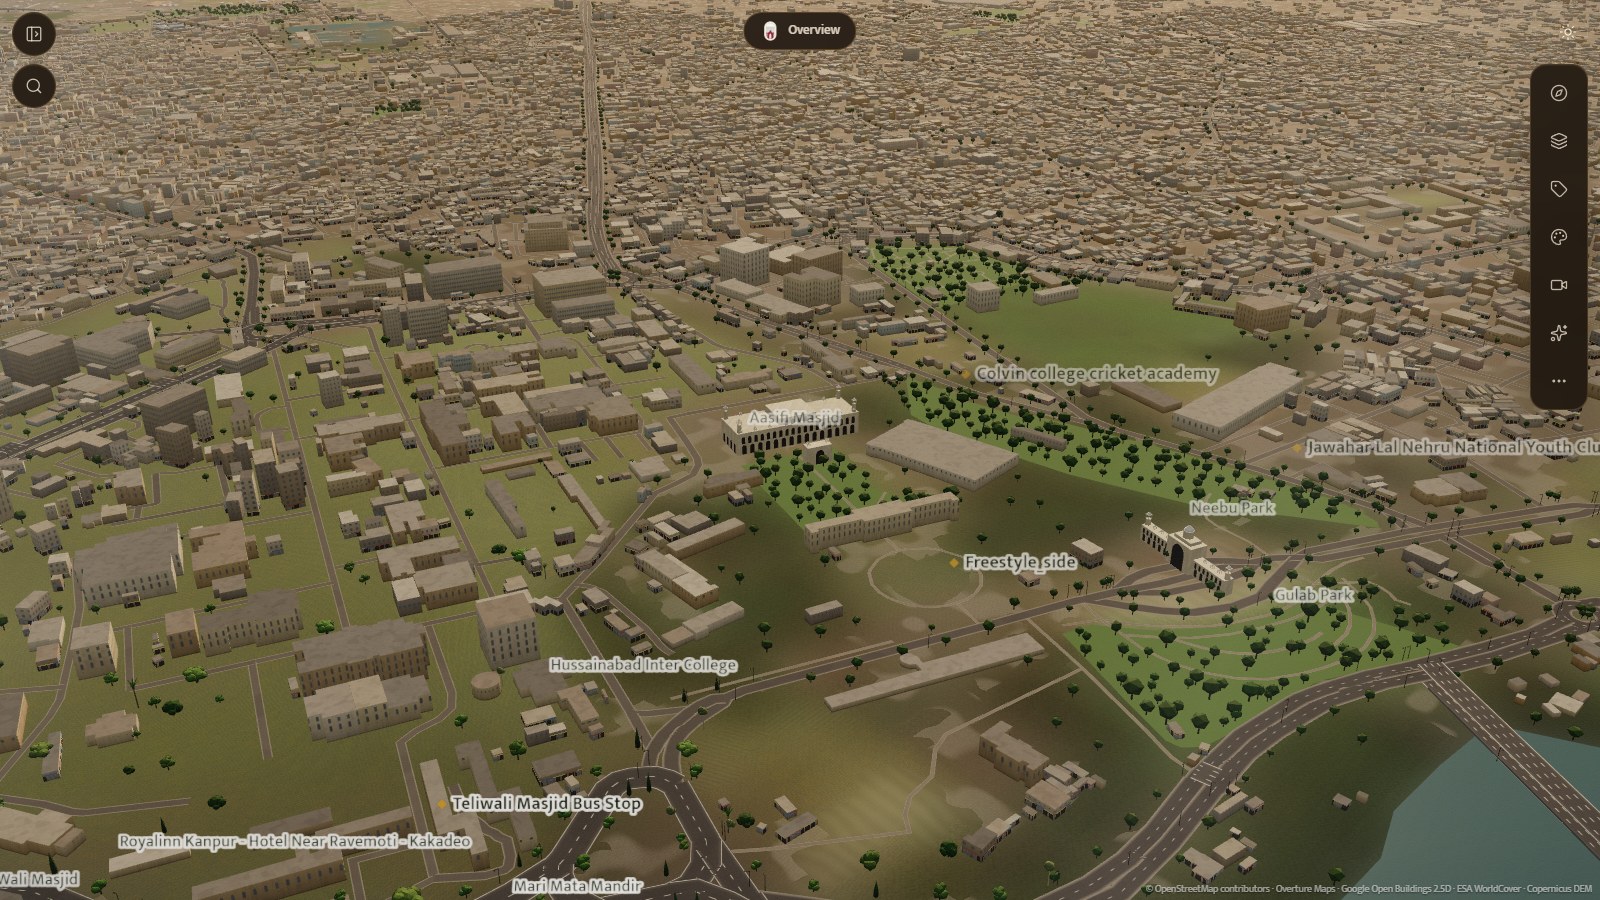 Overview
Colvin college cricket academy
Aasifi Masjid
Jawahar Lal Nehru National Youth Clu
Neebu Park
Freestyle_side
Gulab Park
Hussainabad Inter College
Teliwali Masjid Bus Stop
Royalinn Kanpur - Hotel Near Ravemoti - Kakadeo
Wali Masjid
Mari Mata Mandir
© OpenStreetMap contributors · Overture Maps · Google Open Buildings 2.5D · ESA WorldCover · Copernicus DEM